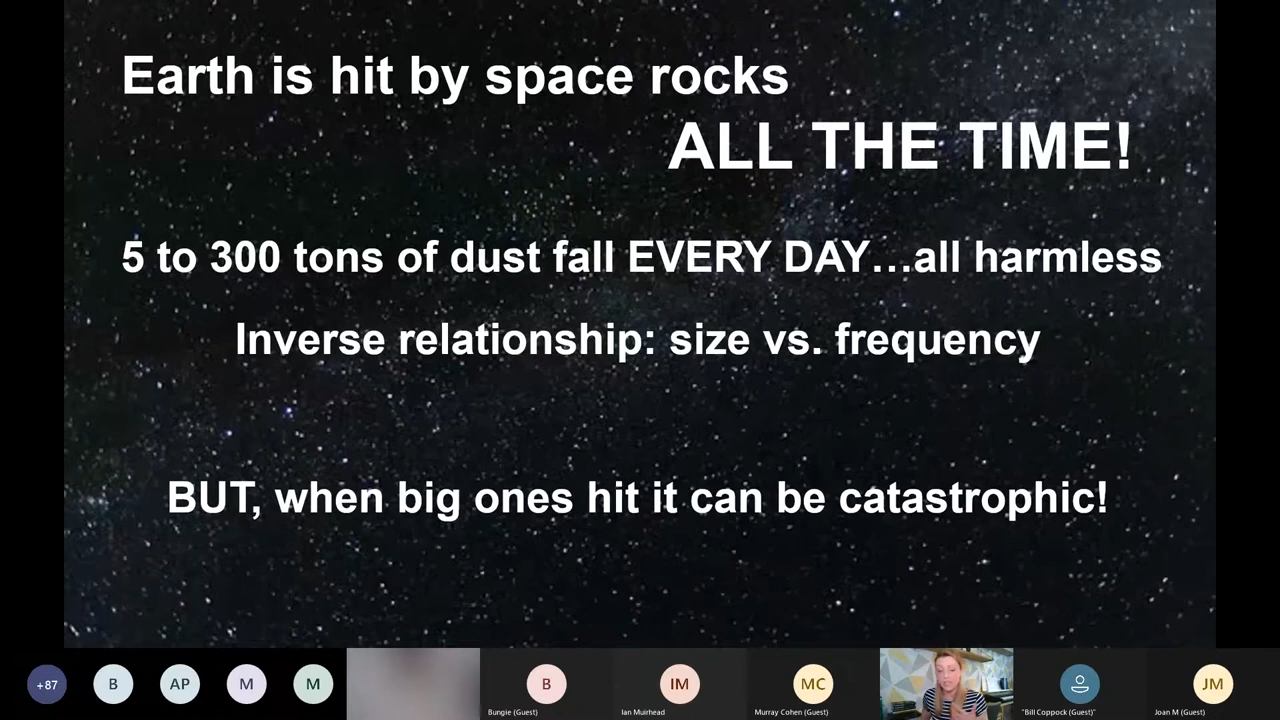 Earth is hit by space rocks
ALL THE TIME!
5 to 300 tons of dust fall EVERY DAY…all harmless
Inverse relationship: size vs. frequency
BUT, when big ones hit it can be catastrophic!
+87
B
AP
M
M
B
IM
MC
JM
Bungie (Guest)
Ian Muirhead
Murray Cohen (Guest)
"Bill Coppock (Guest)"
Joan M (Guest)